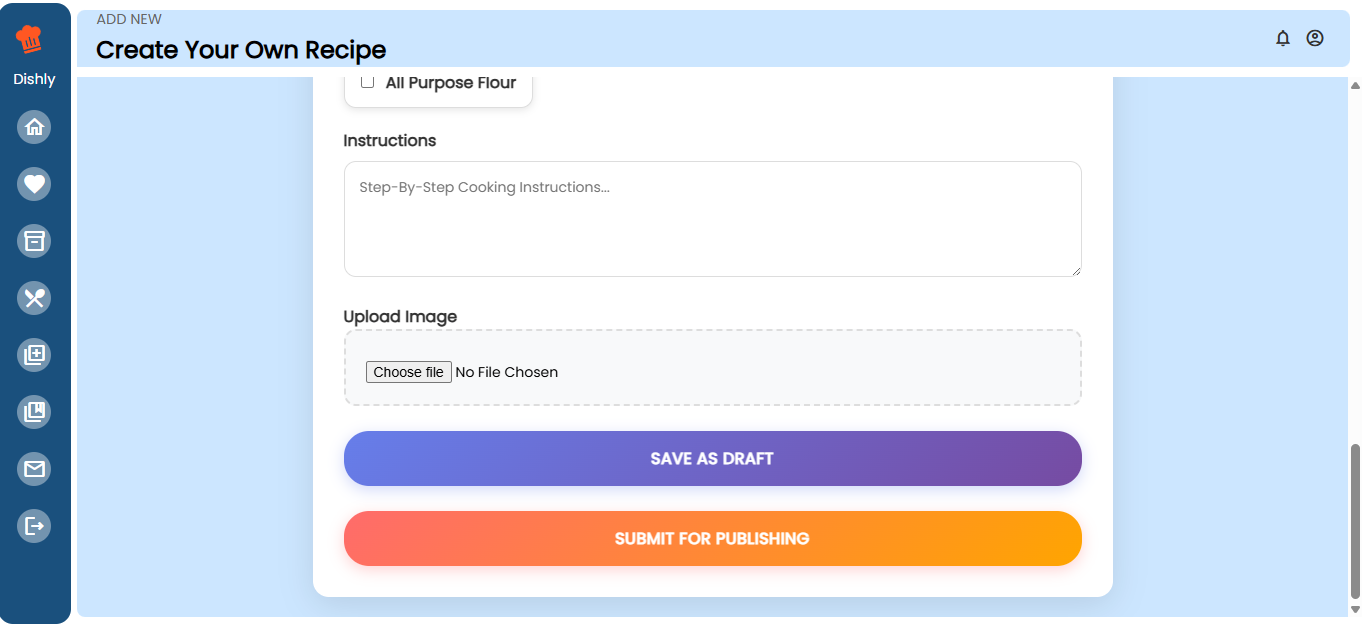 Dishly
ADD NEW
Create Your Own Recipe
All Purpose Flour
Instructions
Step-By-Step Cooking Instructions...
Upload Image
Choose file No File Chosen
SAVE AS DRAFT
SUBMIT FOR PUBLISHING